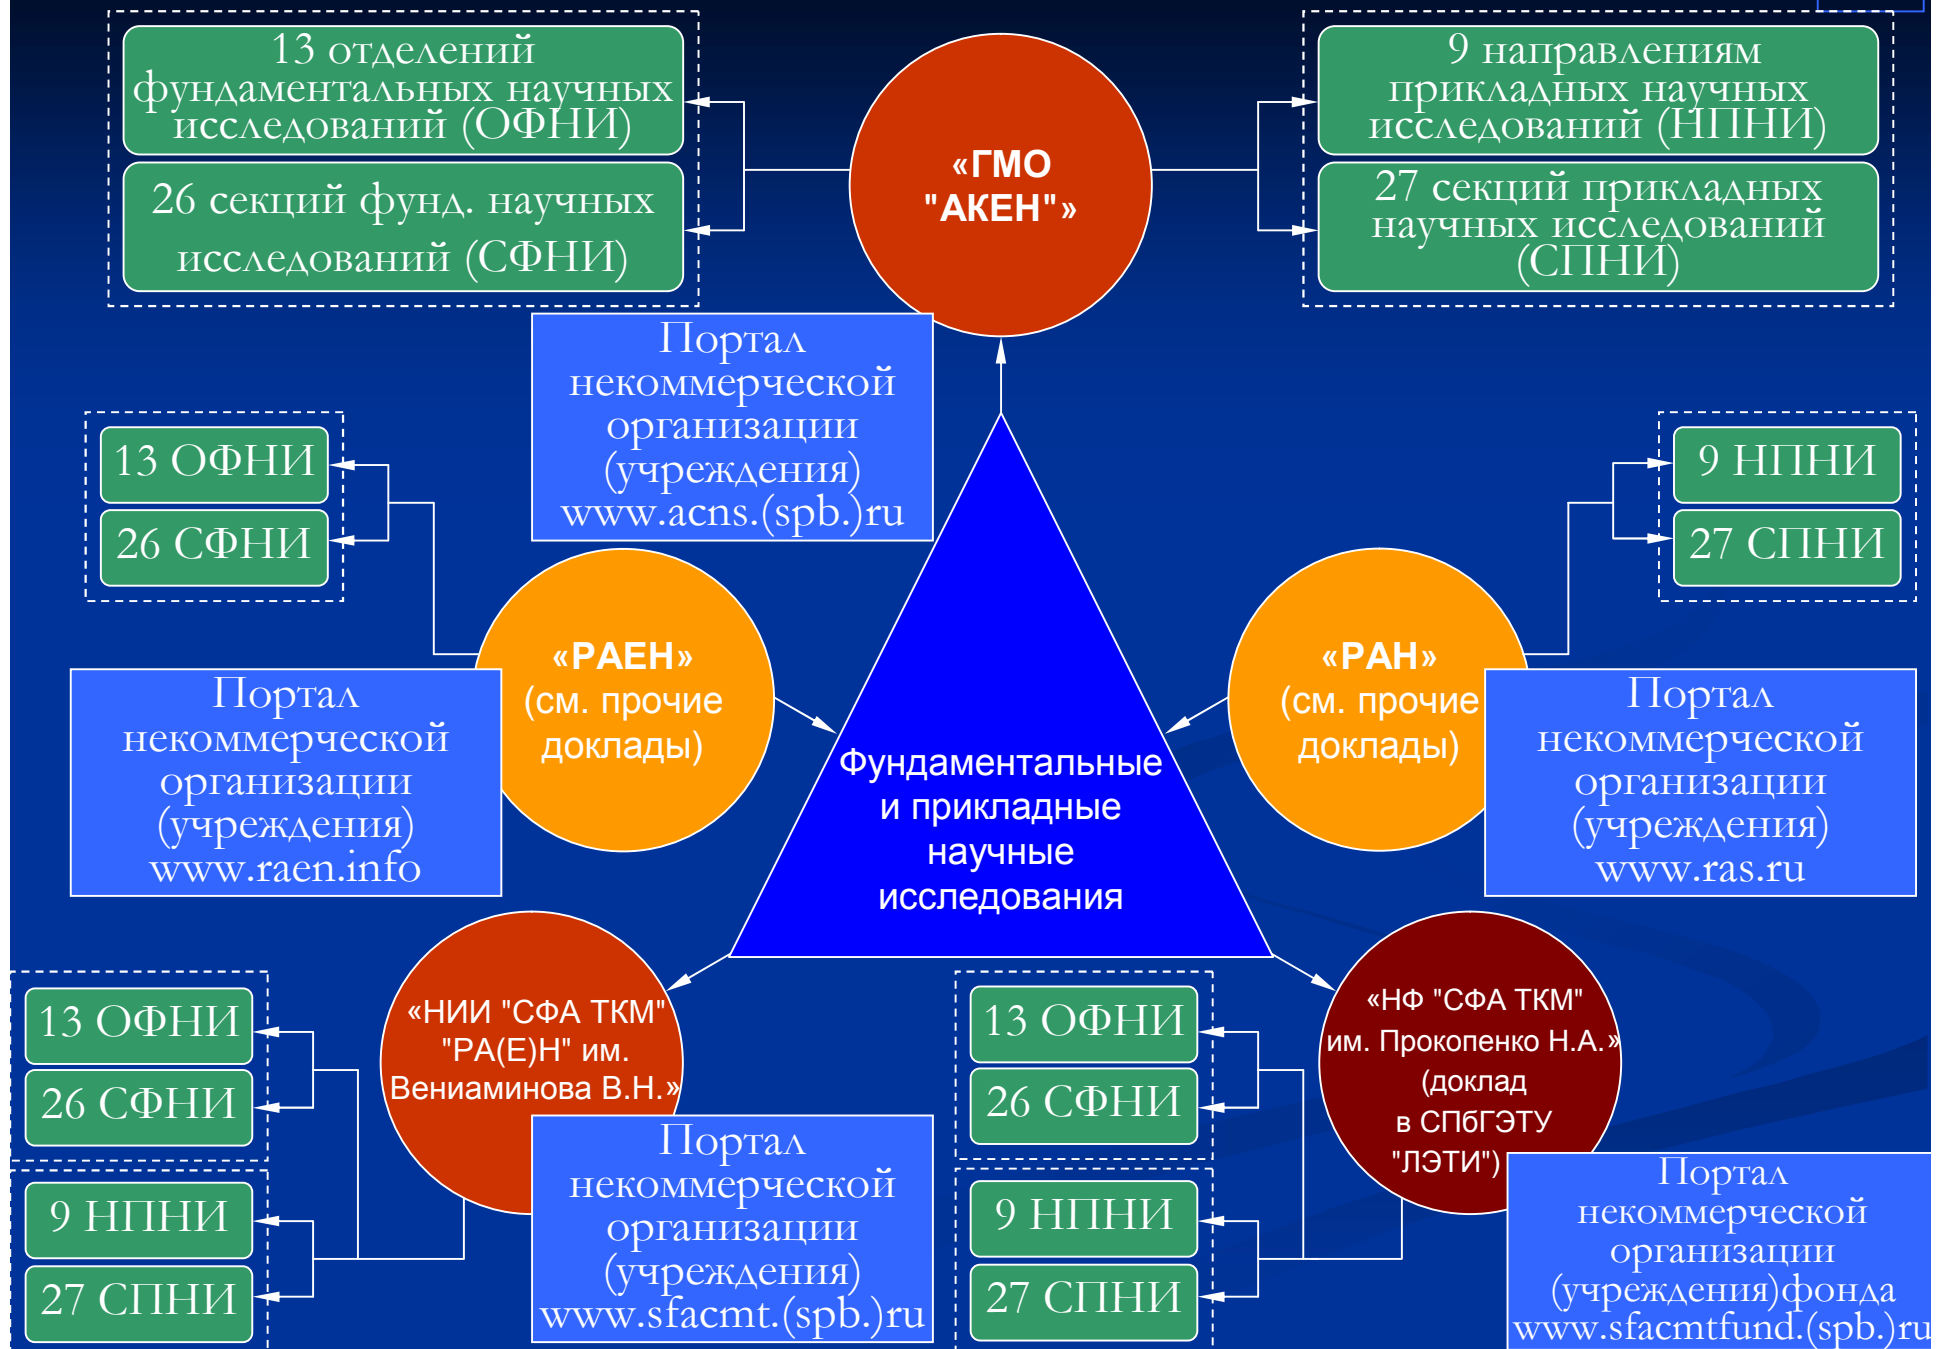 13 отделений
фундаментальных научных
исследований (ОФНИ)
26 секций фунд. научных
исследований (СФНИ)
«ГМО
"АКЕН"»
9 направлениям
прикладных научных
исследований (НПНИ)
27 секций прикладных
научных исследований
(СПНИ)
Портал
некоммерческой
организации
(учреждения)
www.acns.(spb.)ru
13 ОФНИ
26 СФНИ
9 НПНИ
27 СПНИ
«РАЕН»
(см. прочие
доклады)
«РАН»
(см. прочие
доклады)
Портал
некоммерческой
организации
(учреждения)
www.raen.info
Фундаментальные
и прикладные
научные
исследования
Портал
некоммерческой
организации
(учреждения)
www.ras.ru
13 ОФНИ
26 СФНИ
9 НПНИ
27 СПНИ
«НИИ "СФА ТКМ"
"РА(Е)Н" им.
Вениаминова В.Н.»
Портал
некоммерческой
организации
(учреждения)
www.sfacmt.(spb.)ru
13 ОФНИ
26 СФНИ
9 НПНИ
27 СПНИ
«НФ "СФА ТКМ"
им. Прокопенко Н.А.»
(доклад
в СПбГЭТУ
"ЛЭТИ")
Портал
некоммерческой
организации
(учреждения)фонда
www.sfacmtfund.(spb.)ru